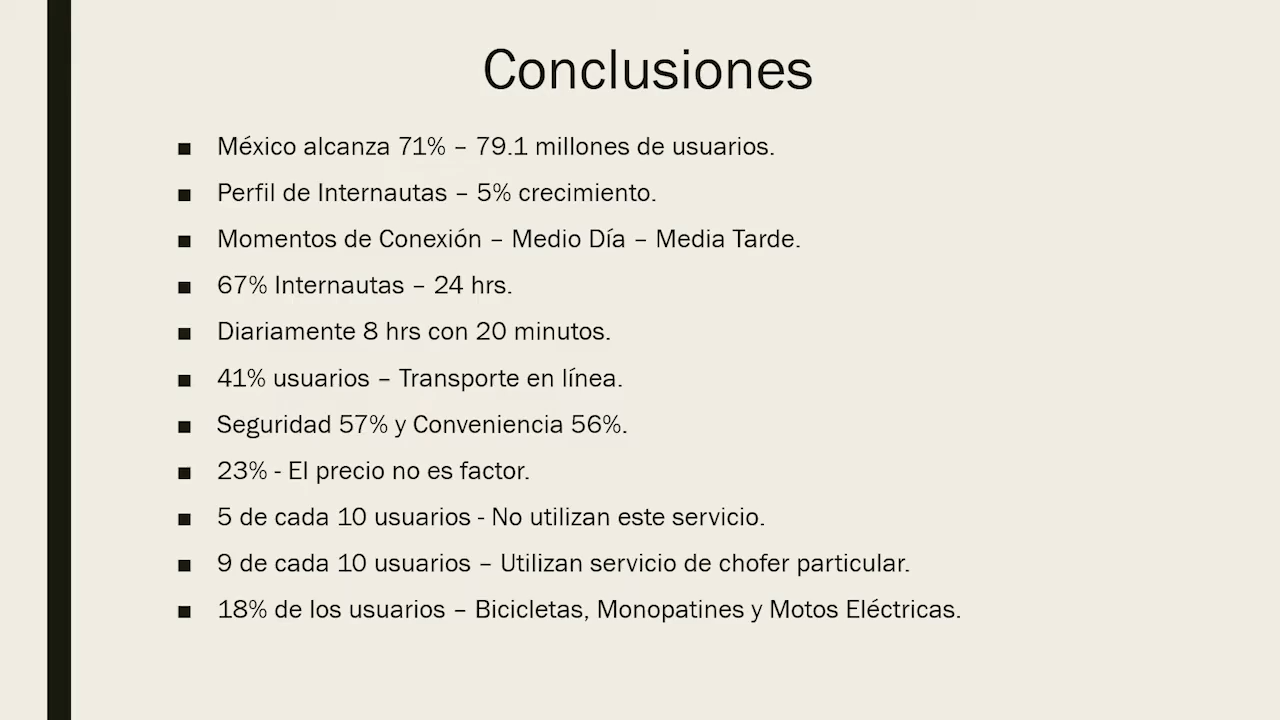 Conclusiones
▪ México alcanza 71% – 79.1 millones de usuarios.
▪ Perfil de Internautas – 5% crecimiento.
▪ Momentos de Conexión – Medio Día – Media Tarde.
▪ 67% Internautas – 24 hrs.
▪ Diariamente 8 hrs con 20 minutos.
▪ 41% usuarios – Transporte en línea.
▪ Seguridad 57% y Conveniencia 56%.
▪ 23% - El precio no es factor.
▪ 5 de cada 10 usuarios - No utilizan este servicio.
▪ 9 de cada 10 usuarios – Utilizan servicio de chofer particular.
▪ 18% de los usuarios – Bicicletas, Monopatines y Motos Eléctricas.